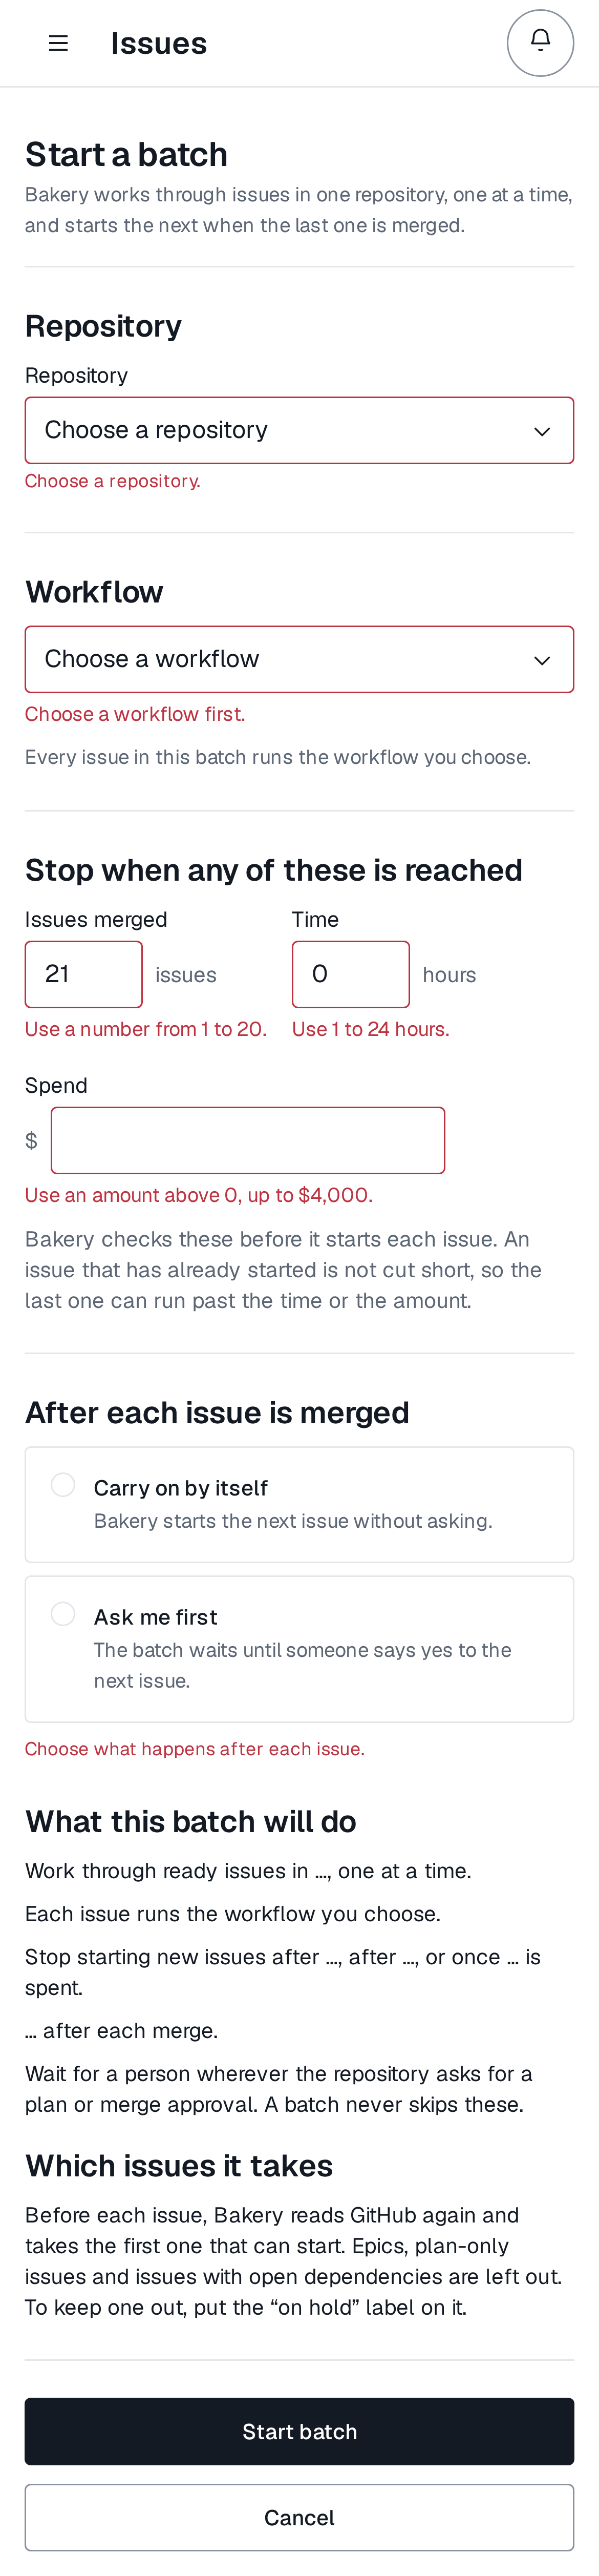 Issues
Start a batch
Bakery works through issues in one repository, one at a time,
and starts the next when the last one is merged.
Repository
Repository
Choose a repository
Choose a repository.
Workflow
Choose a workflow
Choose a workflow first.
Every issue in this batch runs the workflow you choose.
Stop when any of these is reached
Issues merged
21 issues
Use a number from 1 to 20.
Time
0 hours
Use 1 to 24 hours.
Spend
$
Use an amount above 0, up to $4,000.
Bakery checks these before it starts each issue. An
issue that has already started is not cut short, so the
last one can run past the time or the amount.
After each issue is merged
Carry on by itself
Bakery starts the next issue without asking.
Ask me first
The batch waits until someone says yes to the
next issue.
Choose what happens after each issue.
What this batch will do
Work through ready issues in …, one at a time.
Each issue runs the workflow you choose.
Stop starting new issues after …, after …, or once … is
spent.
… after each merge.
Wait for a person wherever the repository asks for a
plan or merge approval. A batch never skips these.
Which issues it takes
Before each issue, Bakery reads GitHub again and
takes the first one that can start. Epics, plan-only
issues and issues with open dependencies are left out.
To keep one out, put the “on hold” label on it.
Start batch
Cancel